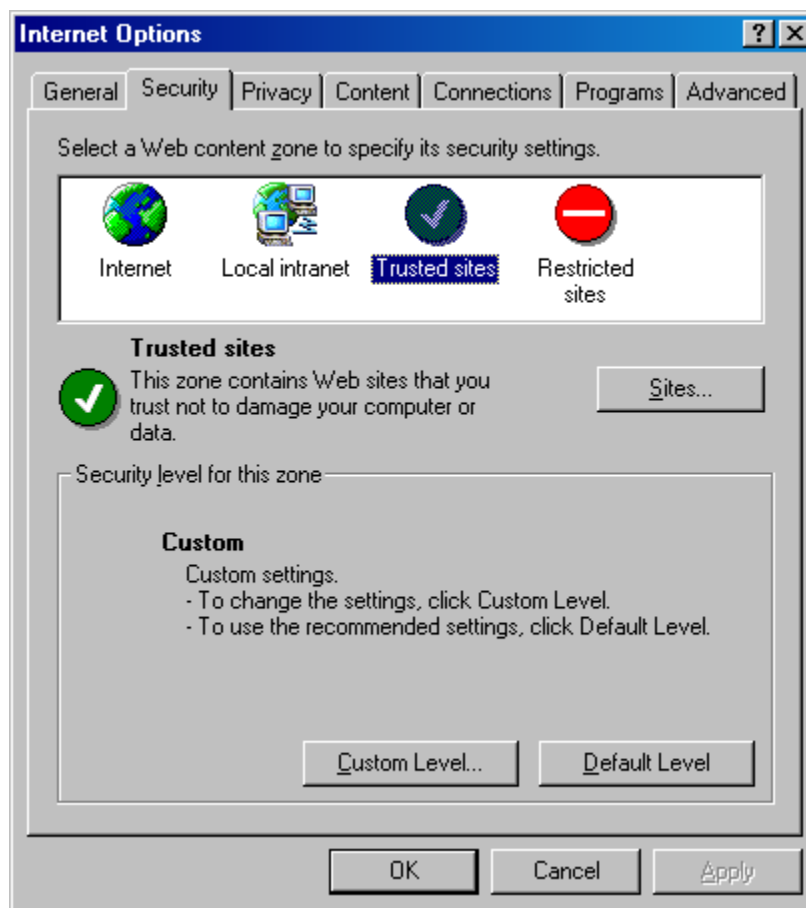 Internet Options
General Security Privacy Content Connections Programs Advanced
Select a Web content zone to specify its security settings.
Internet Local intranet Trusted sites Restricted
sites
Trusted sites
This zone contains Web sites that you
trust not to damage your computer or
data.
Sites...
Security level for this zone
Custom
Custom settings.
- To change the settings, click Custom Level.
- To use the recommended settings, click Default Level.
Custom Level... Default Level
OK Cancel Apply